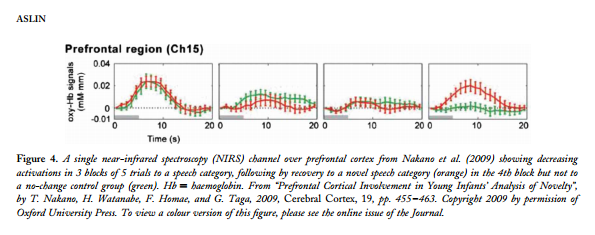 ASLIN
Prefrontal region (Ch15)
oxy-Hb signals
(mM mm)
0.04
0.02
0
-0.01
0 10 20 0 10 20 0 10 20 0 10 20
Time (s)
Figure 4. A single near-infrared spectroscopy (NIRS) channel over prefrontal cortex from Nakano et al. (2009) showing decreasing
activations in 3 blocks of 5 trials to a speech category, following by recovery to a novel speech category (orange) in the 4th block but not to
a no-change control group (green). Hb = haemoglobin. From “Prefrontal Cortical Involvement in Young Infants’ Analysis of Novelty”,
by T. Nakano, H. Watanabe, F. Homae, and G. Taga, 2009, Cerebral Cortex, 19, pp. 455–463. Copyright 2009 by permission of
Oxford University Press. To view a colour version of this figure, please see the online issue of the Journal.